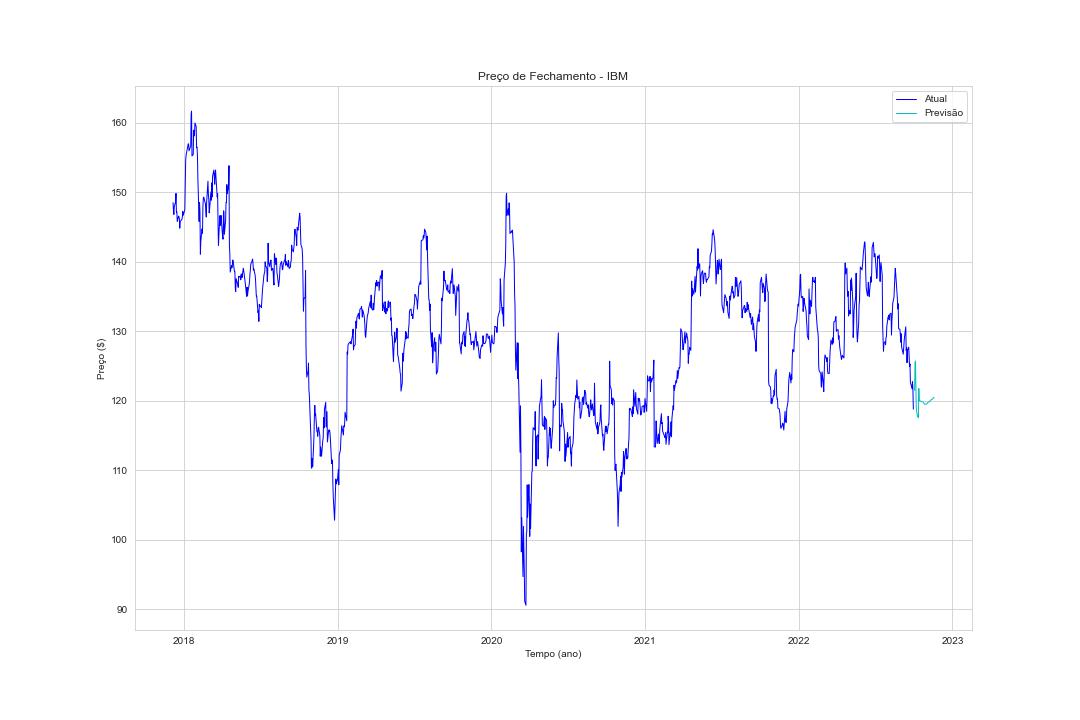 Preço de Fechamento - IBM
Atual
Previsão
160
150
140
130
120
110
100
90
Preço ($)
2018 2019 2020 2021 2022 2023
Tempo (ano)